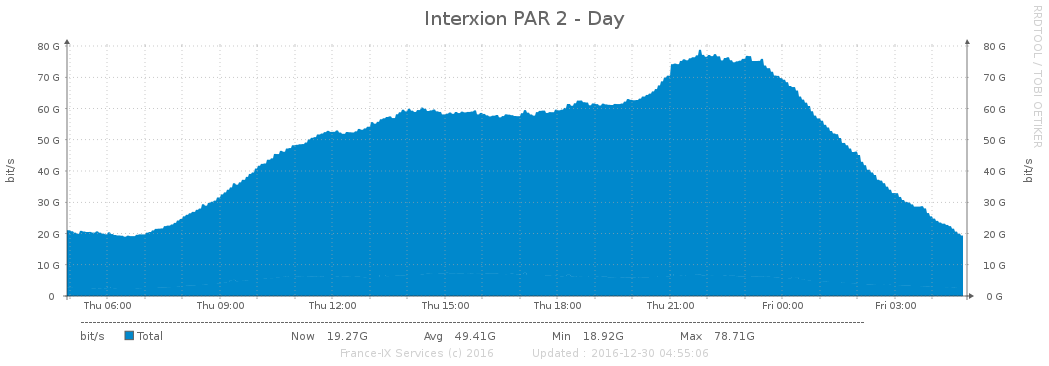 Interxion PAR 2 - Day
RRDTOOL / TOBI OETIKER
bit/s
80 G 80 G
70 G 70 G
60 G 60 G
50 G 50 G
40 G 40 G
30 G 30 G
20 G 20 G
10 G 10 G
0 0 G
bit/s
Thu 06:00 Thu 09:00 Thu 12:00 Thu 15:00 Thu 18:00 Thu 21:00 Fri 00:00 Fri 03:00
bit/s Total Now 19.27G Avg 49.41G Min 18.92G Max 78.71G
France-IX Services (c) 2016 Updated : 2016-12-30 04:55:06